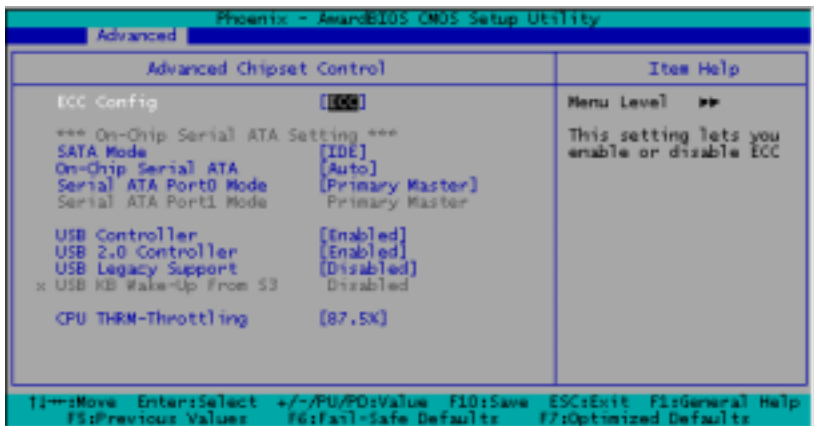 Phoenix - AwardBIOS CMOS Setup Utility
Advanced
Advanced Chipset Control
Item Help
ECC Config [ECC]
*** On-Chip Serial ATA Setting ***
SATA Mode [IDE]
On-Chip Serial ATA [Auto]
Serial ATA Port0 Mode [Primary Master]
Serial ATA Port1 Mode Primary Master
USB Controller [Enabled]
USB 2.0 Controller [Enabled]
USB Legacy Support [Disabled]
x USB KB Wake-Up From S3 Disabled
CPU THRM-Throttling [87.5%]
Menu Level ▸▸
This setting lets you
enable or disable ECC
↑↓→←:Move Enter:Select +/-/PU/PD:Value F10:Save ESC:Exit F1:General Help
F5:Previous Values F6:Fail-Safe Defaults F7:Optimized Defaults